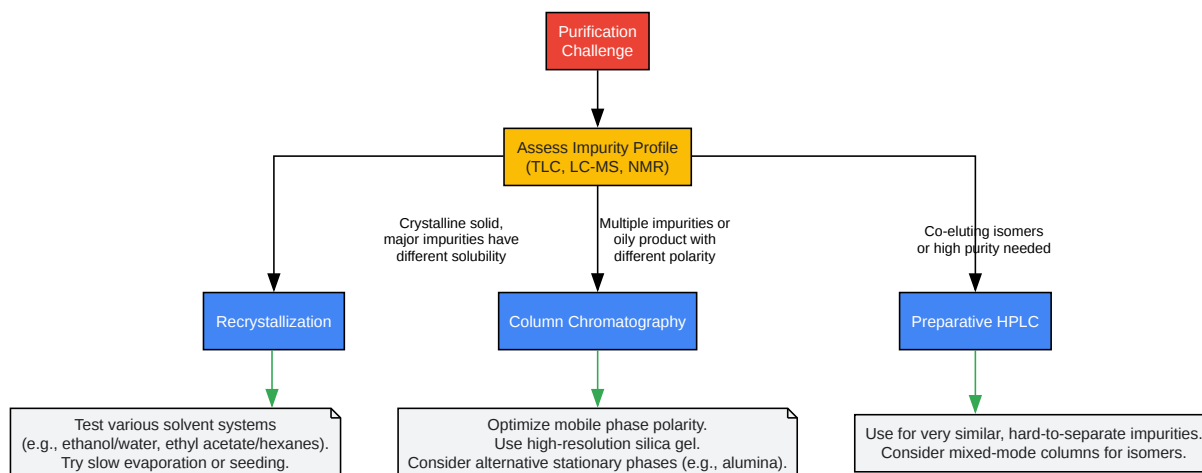 Purification
Challenge
Assess Impurity Profile
(TLC, LC-MS, NMR)
Crystalline solid,
major impurities have
different solubility
Multiple impurities or
oily product with
different polarity
Co-eluting isomers
or high purity needed
Recrystallization
Column Chromatography
Preparative HPLC
Test various solvent systems
(e.g., ethanol/water, ethyl acetate/hexanes).
Try slow evaporation or seeding.
Optimize mobile phase polarity.
Use high-resolution silica gel.
Consider alternative stationary phases (e.g., alumina).
Use for very similar, hard-to-separate impurities.
Consider mixed-mode columns for isomers.